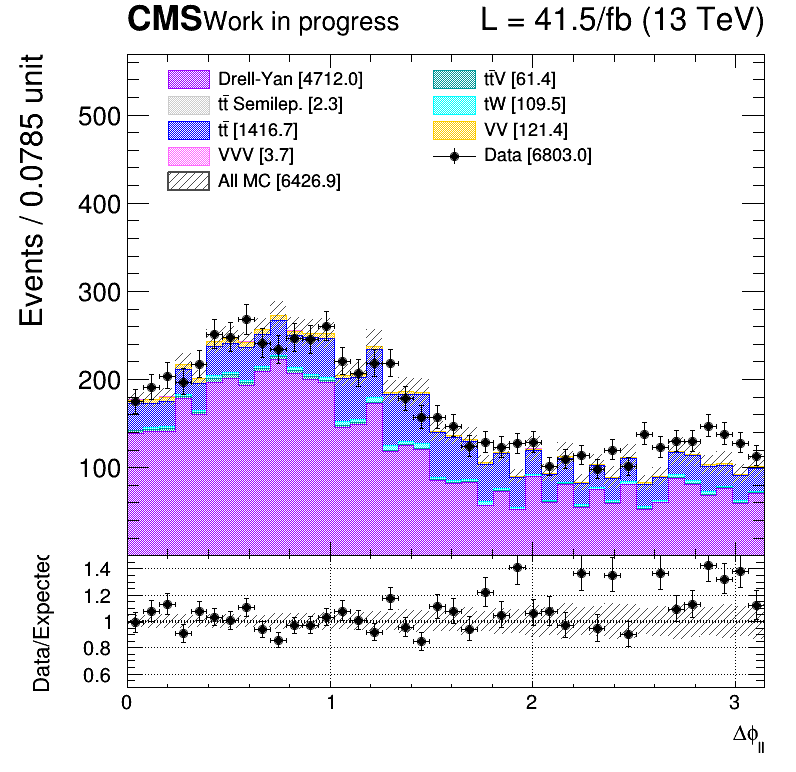 CMS Work in progress L = 41.5/fb (13 TeV)
Events / 0.0785 unit
Drell-Yan [4712.0]
tt̄ Semilep. [2.3]
tt̄ [1416.7]
VVV [3.7]
All MC [6426.9]
tt̄V [61.4]
tW [109.5]
VV [121.4]
Data [6803.0]
500
400
300
200
100
Data/Expected
1.4
1.2
1
0.8
0.6
0 1 2 3
Δϕ_ll